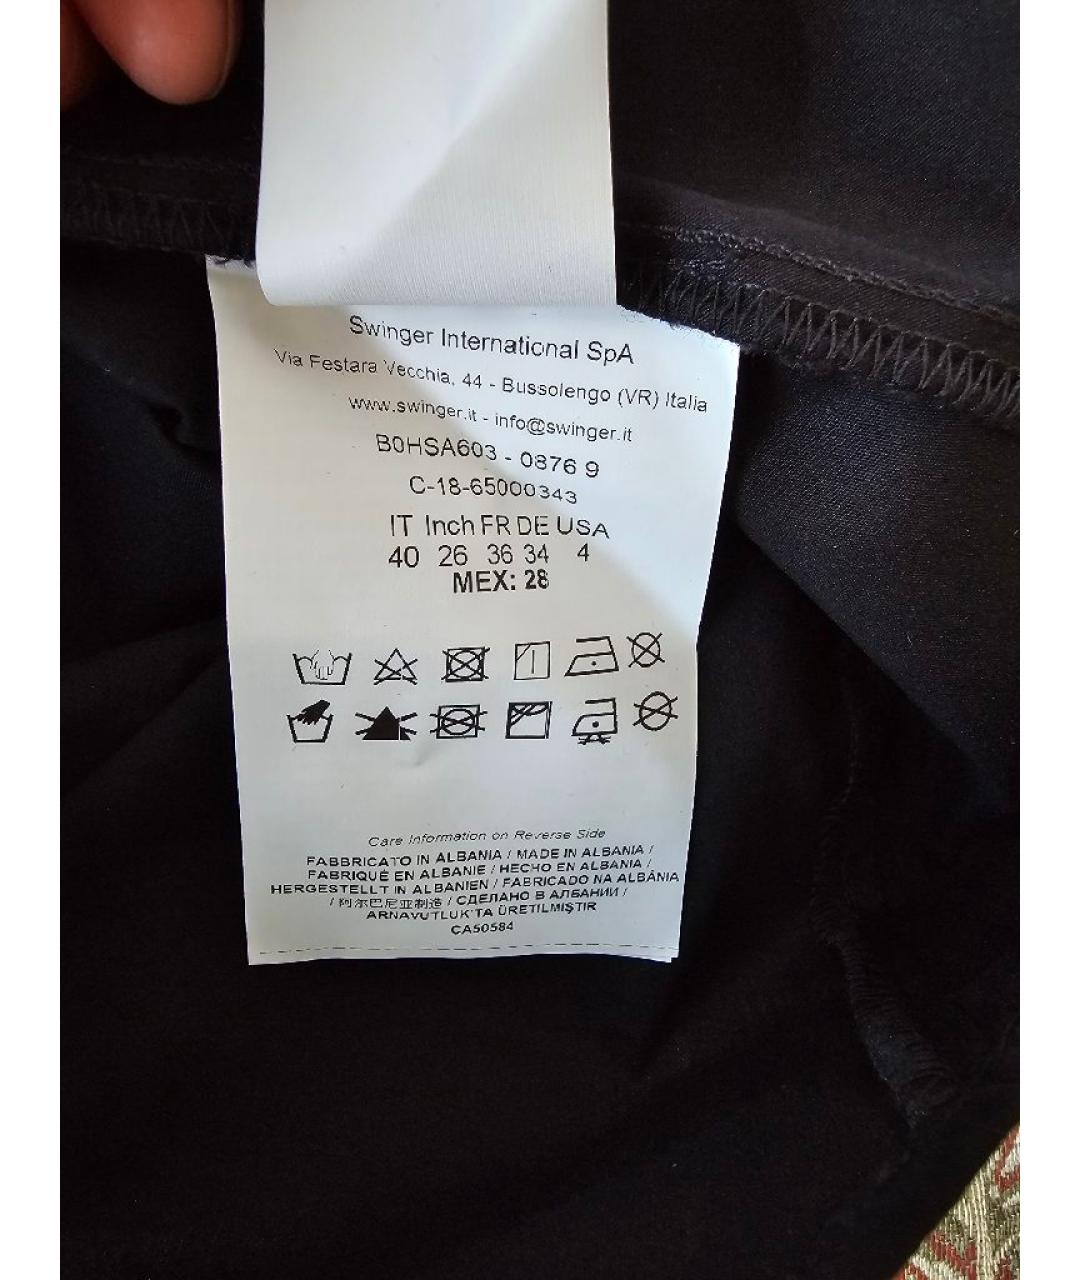 Swinger International SpA
Via Festara Vecchia, 44 - Bussolengo (VR) Italia
www.swinger.it - info@swinger.it
B0HSA603 - 0876 9
C-18-65000343
IT Inch FR DE USA
40 26 36 34 4
MEX: 28
Care Information on Reverse Side
FABBRICATO IN ALBANIA / MADE IN ALBANIA /
FABRIQUÉ EN ALBANIE / HECHO EN ALBANIA /
HERGESTELLT IN ALBANIEN / FABRICADO NA ALBÂNIA
/ 阿尔巴尼亚制造 / СДЕЛАНО В АЛБАНИИ /
ARNAVUTLUK'TA ÜRETILMIŞTIR
CA50584